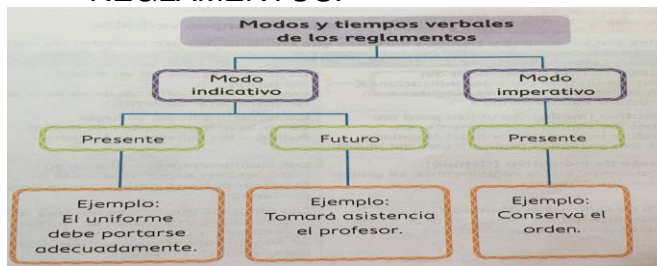 REGLAMENTOS.
Modos y tiempos verbales
de los reglamentos
Modo
indicativo
Modo
imperativo
Presente
Futuro
Presente
Ejemplo:
El uniforme
debe portarse
adecuadamente.
Ejemplo:
Tomará asistencia
el profesor.
Ejemplo:
Conserva el
orden.